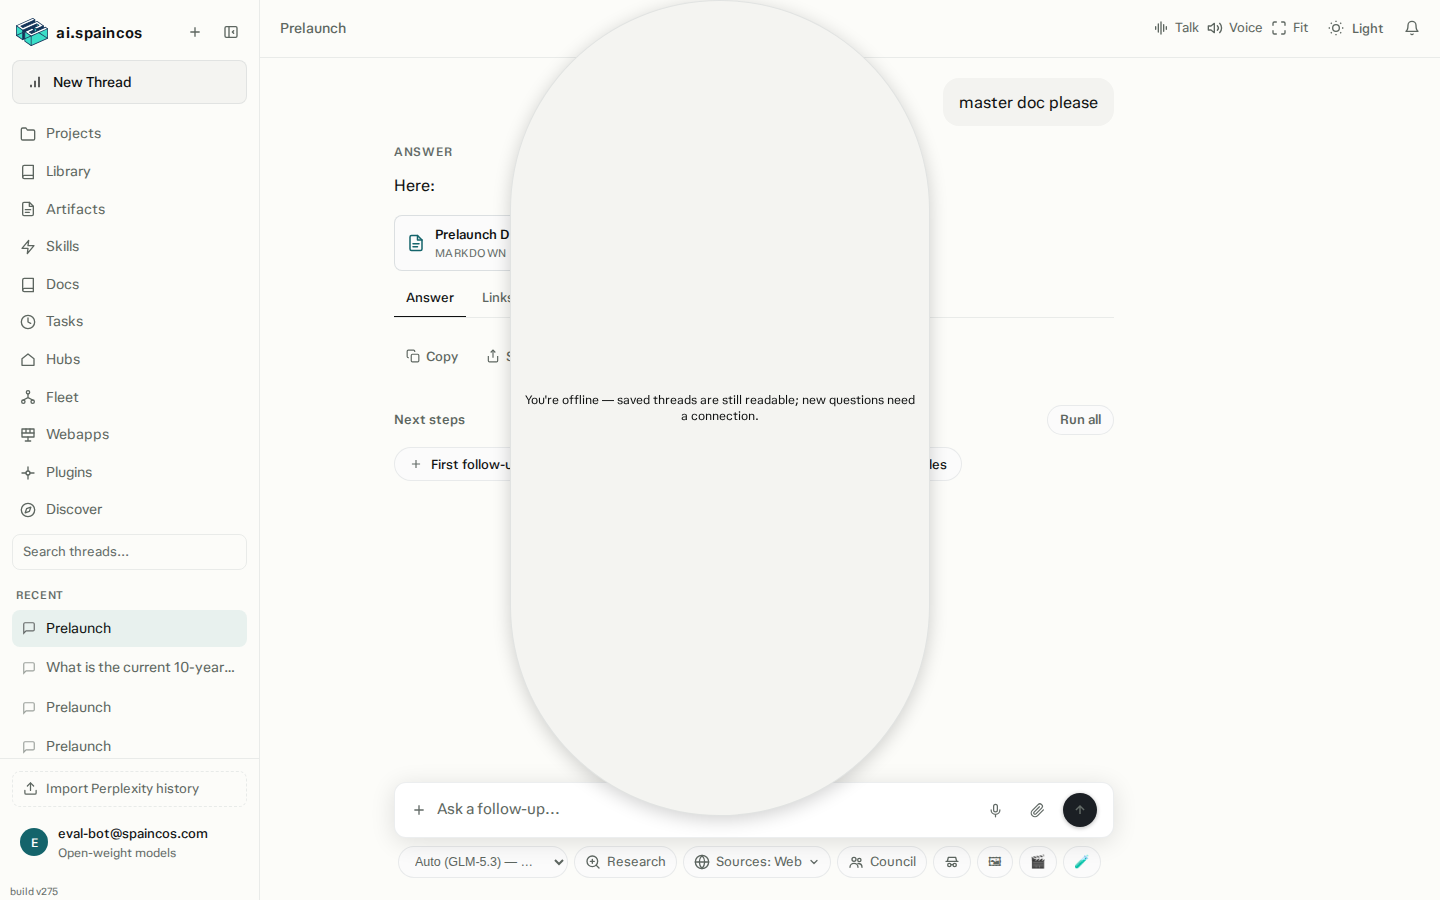 ai.spaincos
New Thread
Projects
Library
Artifacts
Skills
Docs
Tasks
Hubs
Fleet
Webapps
Plugins
Discover
Search threads...
RECENT
Prelaunch
What is the current 10-year...
Prelaunch
Prelaunch
Import Perplexity history
E
eval-bot@spaincos.com
Open-weight models
build v275
Prelaunch
Talk
Voice
Fit
Light
master doc please
ANSWER
Here:
Prelaunch D
MARKDOWN
Answer
Links
Copy
You're offline — saved threads are still readable; new questions need
a connection.
Next steps
Run all
First follow-u
les
Ask a follow-up...
Auto (GLM-5.3) — ...
Research
Sources: Web
Council